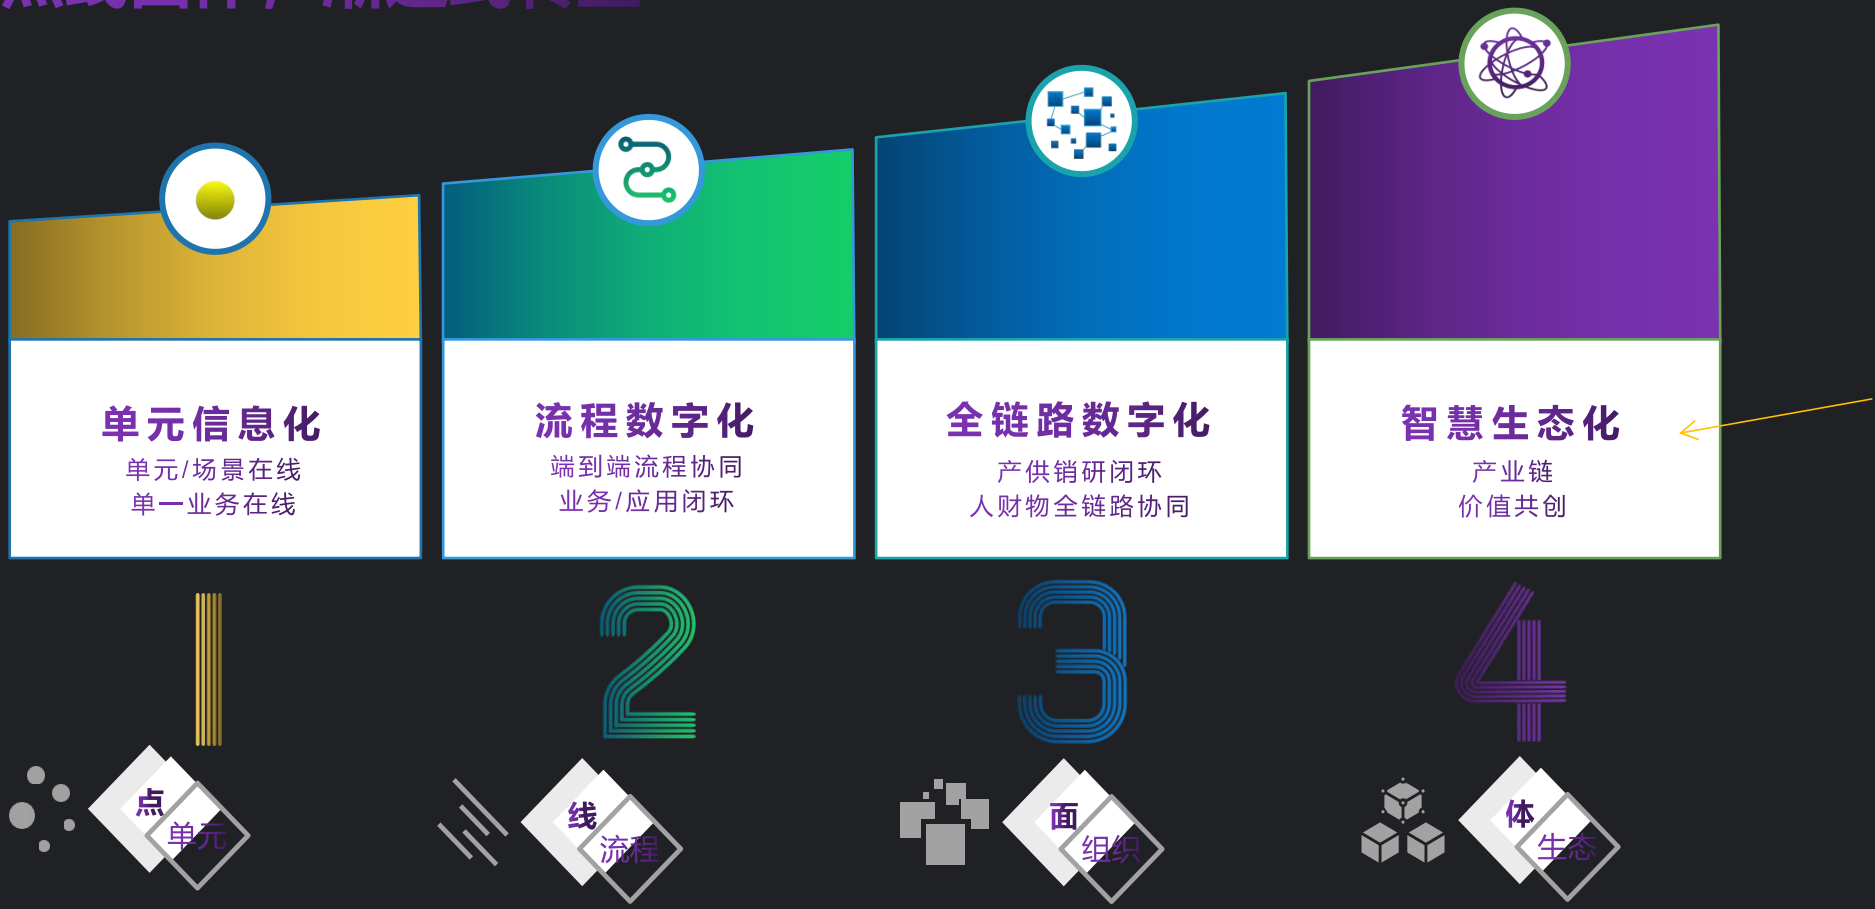 单元信息化
单元/场景在线
单一业务在线
流程数字化
端到端流程协同
业务/应用闭环
全链路数字化
产供销研闭环
人财物全链路协同
智慧生态化
产业链
价值共创
1
2
3
4
点
单元
线
流程
面
组织
体
生态